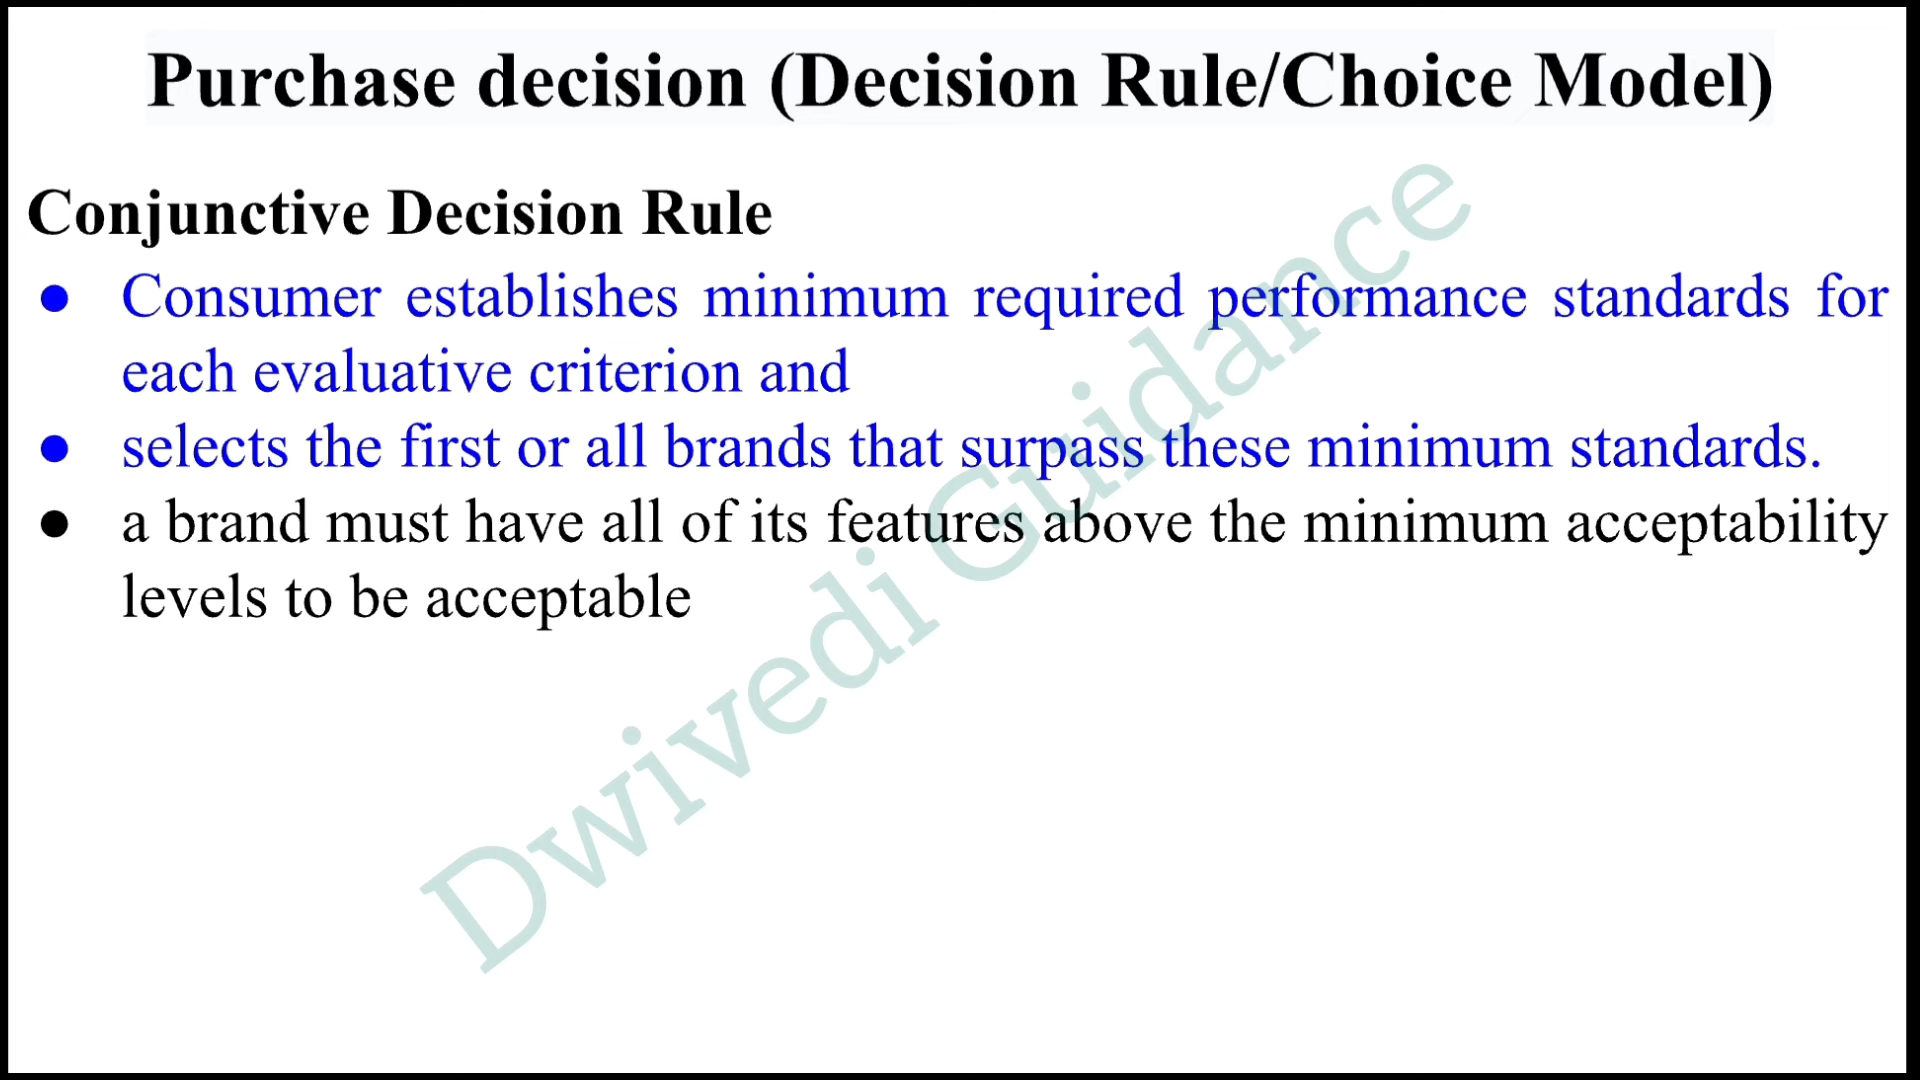 Purchase decision (Decision Rule/Choice Model)
Conjunctive Decision Rule
● Consumer establishes minimum required performance standards for
each evaluative criterion and
● selects the first or all brands that surpass these minimum standards.
● a brand must have all of its features above the minimum acceptability
levels to be acceptable
Dwivedi Guidance